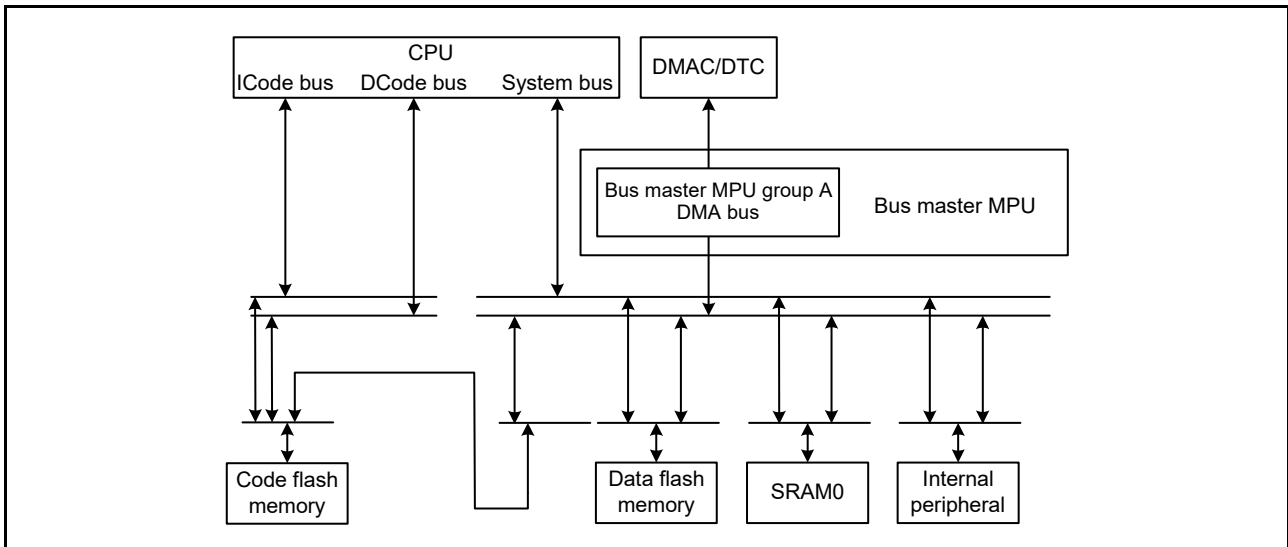 CPU
ICode bus DCode bus System bus
DMAC/DTC
Bus master MPU group A
DMA bus
Bus master MPU
Code flash
memory
Data flash
memory
SRAM0
Internal
peripheral